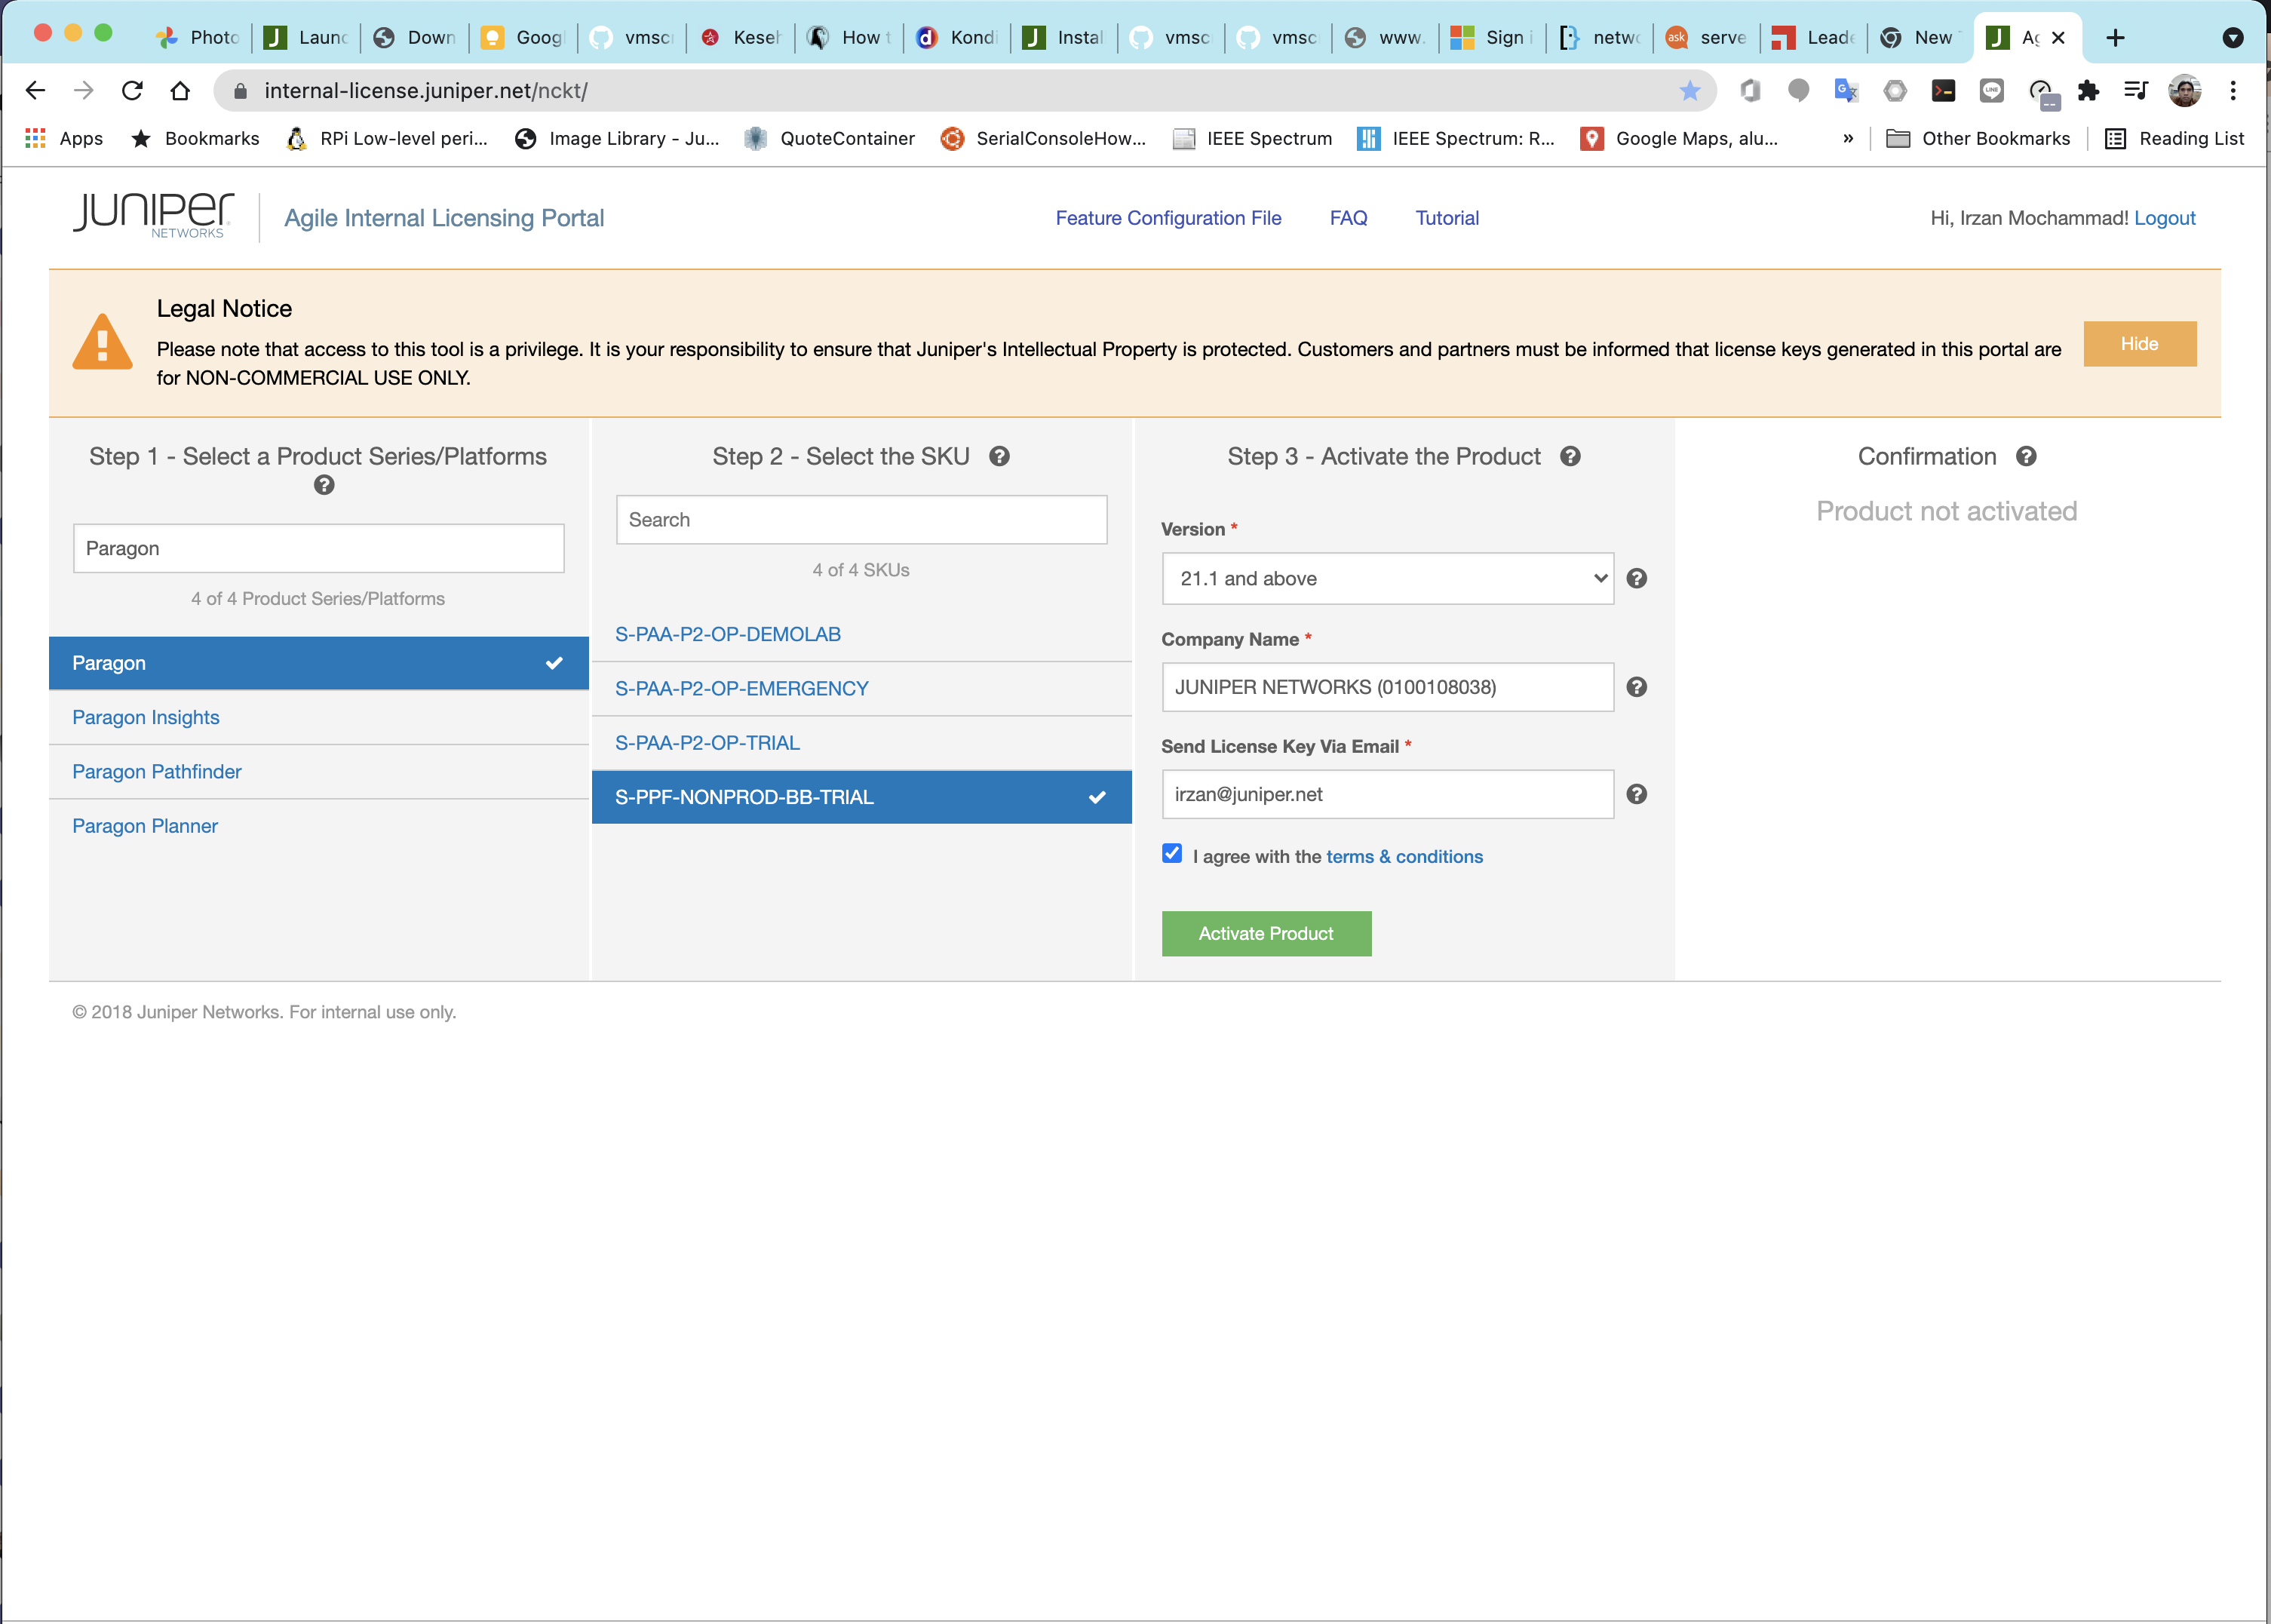 Photo
Launc
Down
Goog
vmsc
Keseh
How t
Kondi
Instal
vmsc
vmsc
www.
Sign i
netwo
ask
serve
Leade
New
Ag
internal-license.juniper.net/nckt/
Apps
Bookmarks
RPi Low-level peri...
Image Library - Ju...
QuoteContainer
SerialConsoleHow...
IEEE Spectrum
IEEE Spectrum: R...
Google Maps, alu...
»
Other Bookmarks
Reading List
JUNIPER
NETWORKS
Agile Internal Licensing Portal
Feature Configuration File
FAQ
Tutorial
Hi, Irzan Mochammad! Logout
Legal Notice
Please note that access to this tool is a privilege. It is your responsibility to ensure that Juniper's Intellectual Property is protected. Customers and partners must be informed that license keys generated in this portal are
for NON-COMMERCIAL USE ONLY.
Hide
Step 1 - Select a Product Series/Platforms
Paragon
4 of 4 Product Series/Platforms
Paragon
Paragon Insights
Paragon Pathfinder
Paragon Planner
Step 2 - Select the SKU
Search
4 of 4 SKUs
S-PAA-P2-OP-DEMOLAB
S-PAA-P2-OP-EMERGENCY
S-PAA-P2-OP-TRIAL
S-PPF-NONPROD-BB-TRIAL
Step 3 - Activate the Product
Version *
21.1 and above
Company Name *
JUNIPER NETWORKS (0100108038)
Send License Key Via Email *
irzan@juniper.net
I agree with the terms & conditions
Activate Product
Confirmation
Product not activated
© 2018 Juniper Networks. For internal use only.